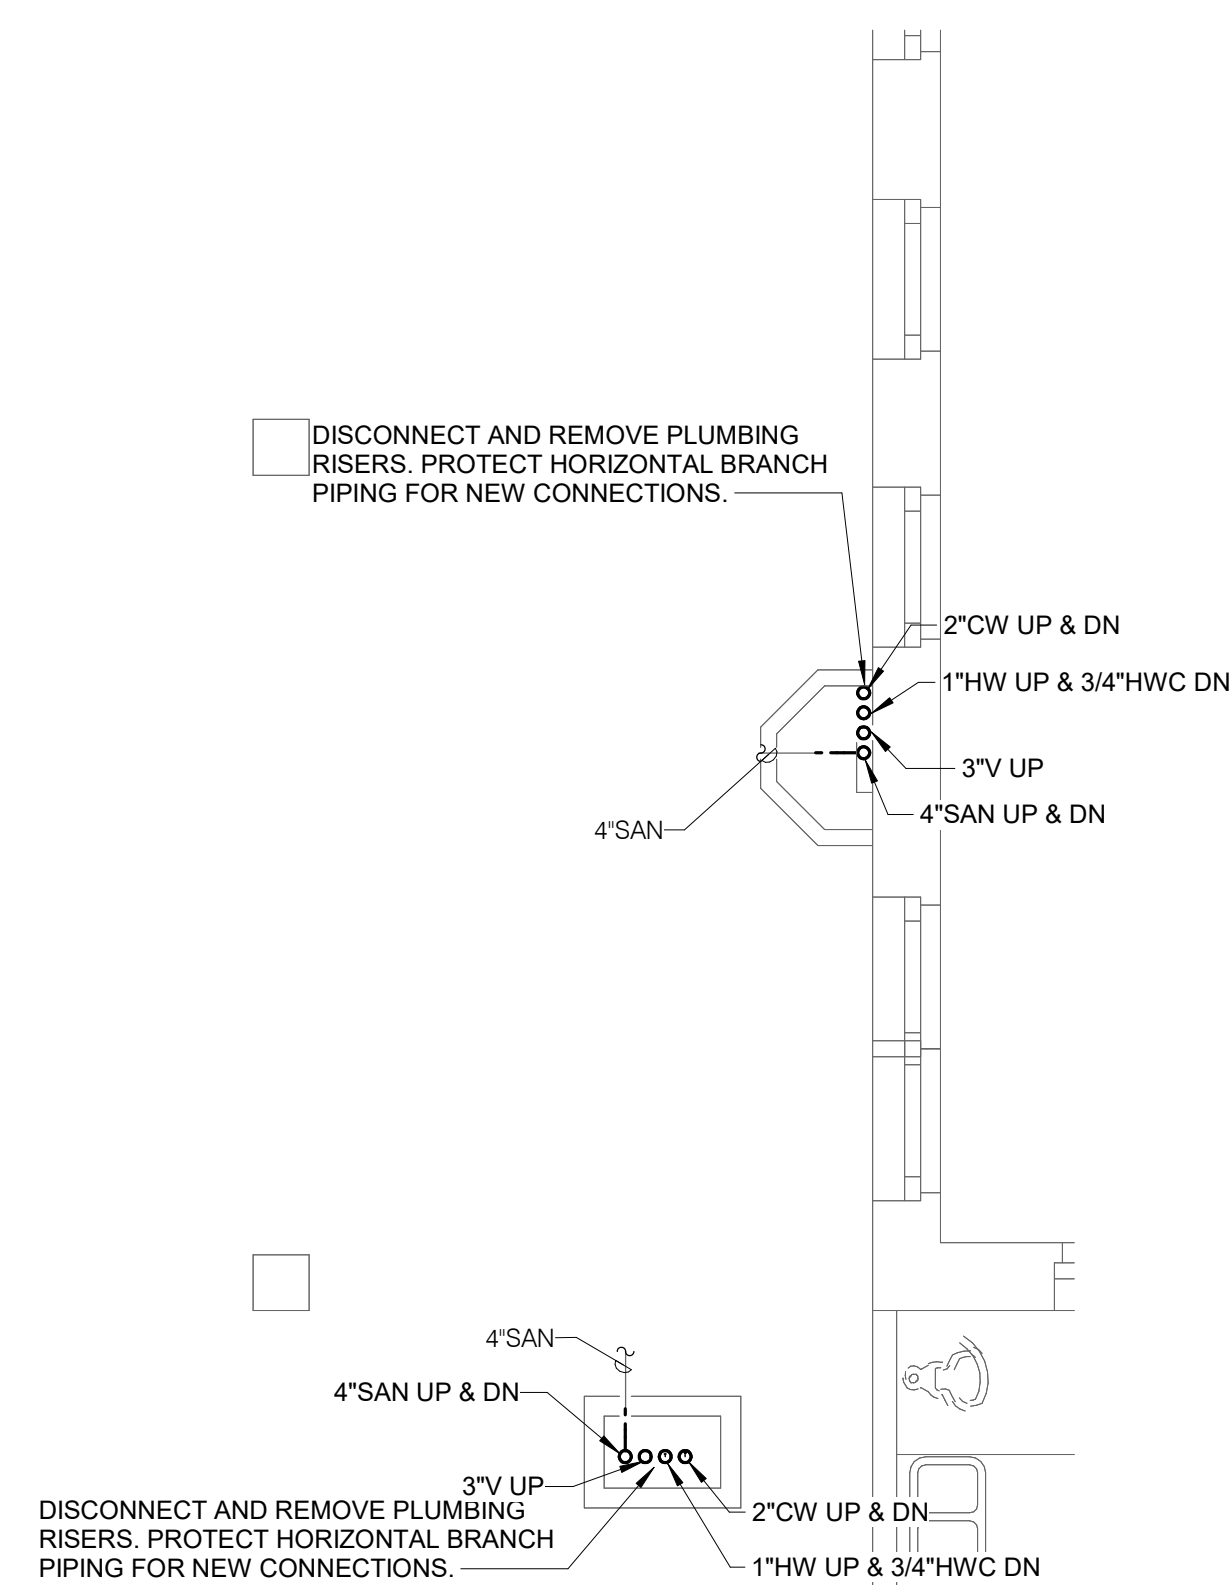 DISCONNECT AND REMOVE PLUMBING
RISERS. PROTECT HORIZONTAL BRANCH
PIPING FOR NEW CONNECTIONS.
2"CW UP & DN
1"HW UP & 3/4"HWC DN
3"V UP
4"SAN UP & DN
4"SAN
4"SAN
4"SAN UP & DN
3"V UP
DISCONNECT AND REMOVE PLUMBING
RISERS. PROTECT HORIZONTAL BRANCH
PIPING FOR NEW CONNECTIONS.
2"CW UP & DN
1"HW UP & 3/4"HWC DN